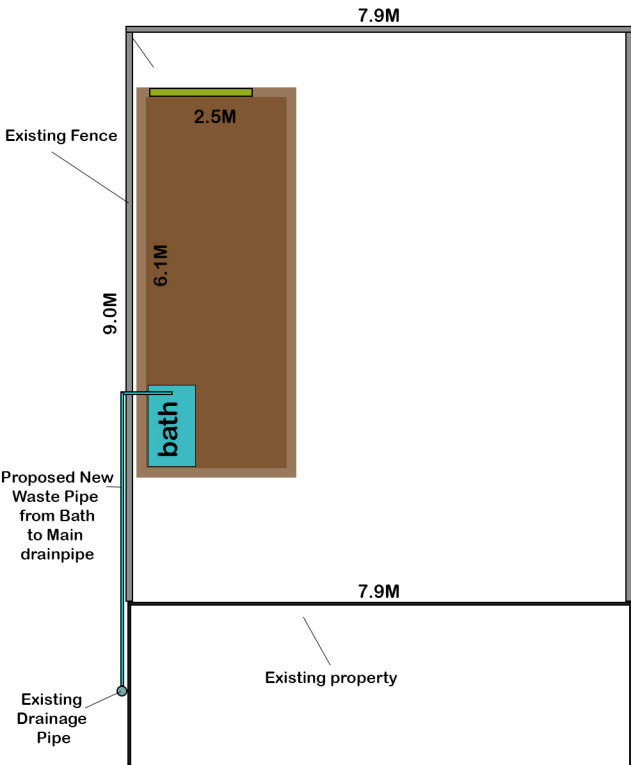 7.9M
2.5M
Existing Fence
6.1M
9.0M
bath
Proposed New
Waste Pipe
from Bath
to Main
drainpipe
7.9M
Existing property
Existing
Drainage
Pipe